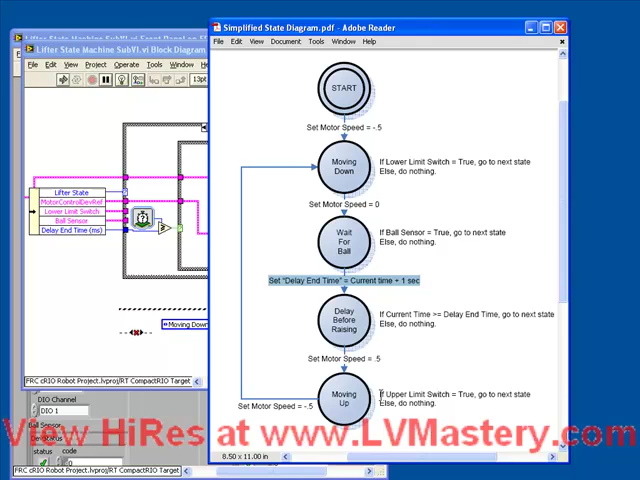 Lifter State Machine SubVI.vi Front Panel on
Lifter State Machine SubVI.vi Block Diagram
File Edit View Project Operate Tools Window
13pt
Lifter State
MotorControlDevRef
Lower Limit Switch
Ball Sensor
Delay End Time (ms)
Moving Down
FRC cRIO Robot Project.lvproj/RT CompactRIO Target
DIO Channel
DIO 1
Ball Sensor
DevStatus
status code
0
FRC cRIO Robot Project.lvproj/RT CompactRIO Target
Simplified State Diagram.pdf - Adobe Reader
File Edit View Document Tools Window Help
START
Set Motor Speed = -.5
Moving
Down
If Lower Limit Switch = True, go to next state
Else, do nothing.
Set Motor Speed = 0
Wait
For
Ball
If Ball Sensor = True, go to next state
Else, do nothing.
Set "Delay End Time" = Current time + 1 sec
Delay
Before
Raising
If Current Time >= Delay End Time, go to next state
Else, do nothing.
Set Motor Speed = .5
Moving
Up
If Upper Limit Switch = True, go to next state
Else, do nothing.
Set Motor Speed = -.5
8.50 x 11.00 in
View HiRes at www.LVMastery.com